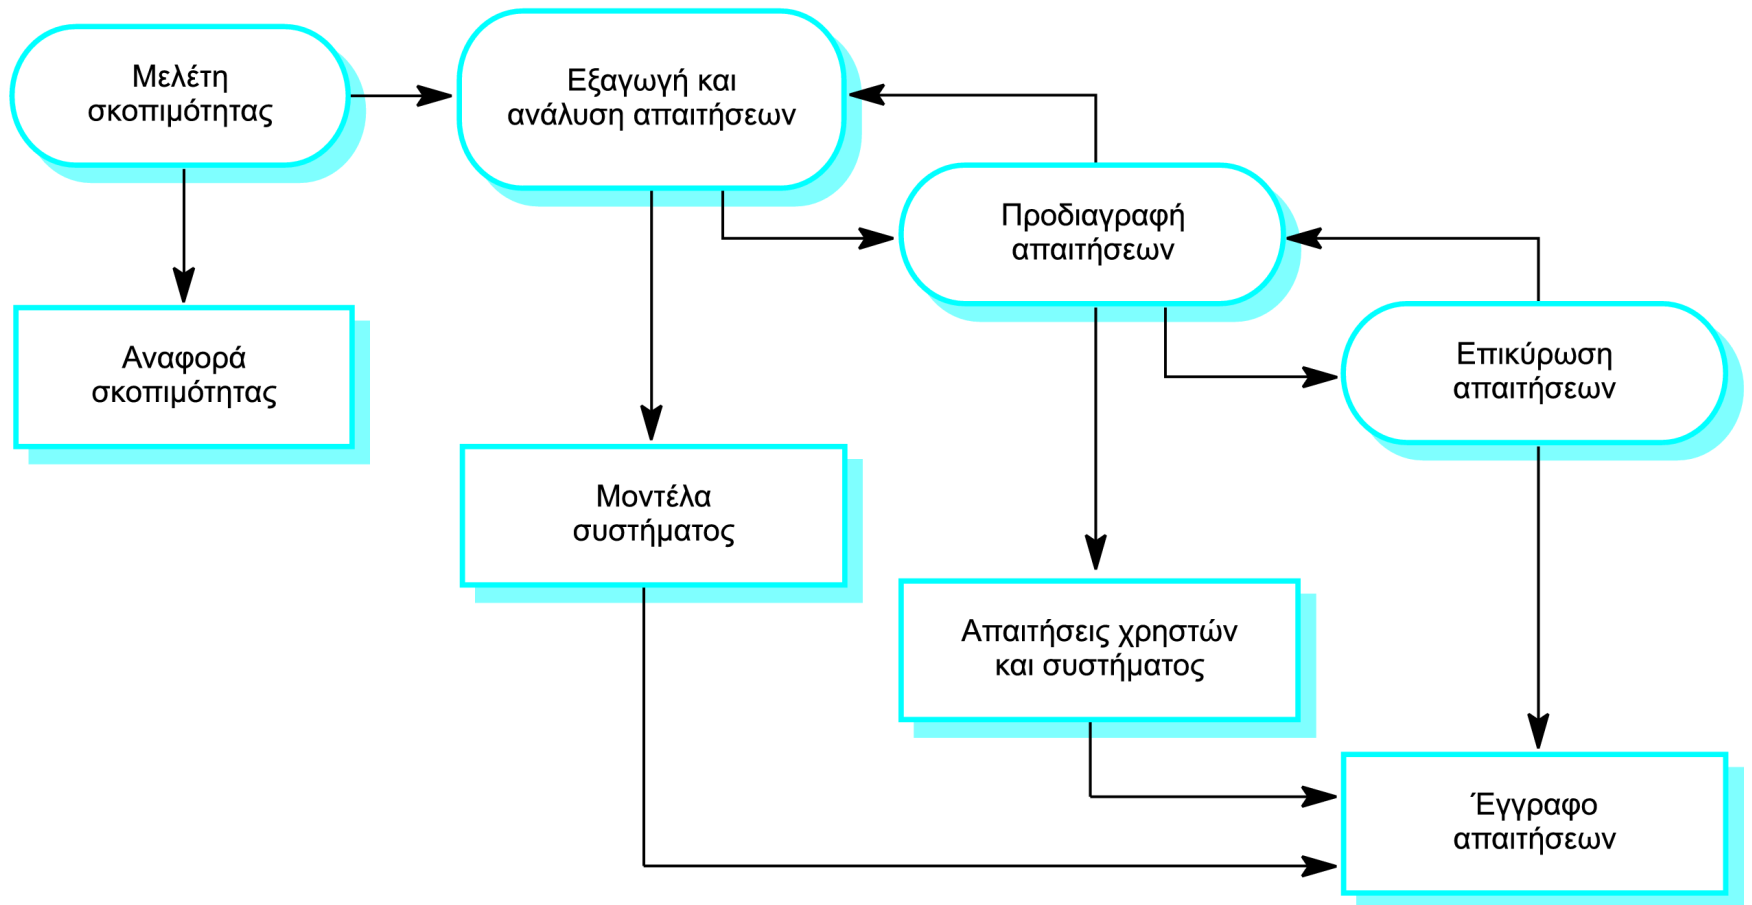 Μελέτη
σκοπιμότητας
Εξαγωγή και
ανάλυση απαιτήσεων
Προδιαγραφή
απαιτήσεων
Επικύρωση
απαιτήσεων
Αναφορά
σκοπιμότητας
Μοντέλα
συστήματος
Απαιτήσεις χρηστών
και συστήματος
Έγγραφο
απαιτήσεων